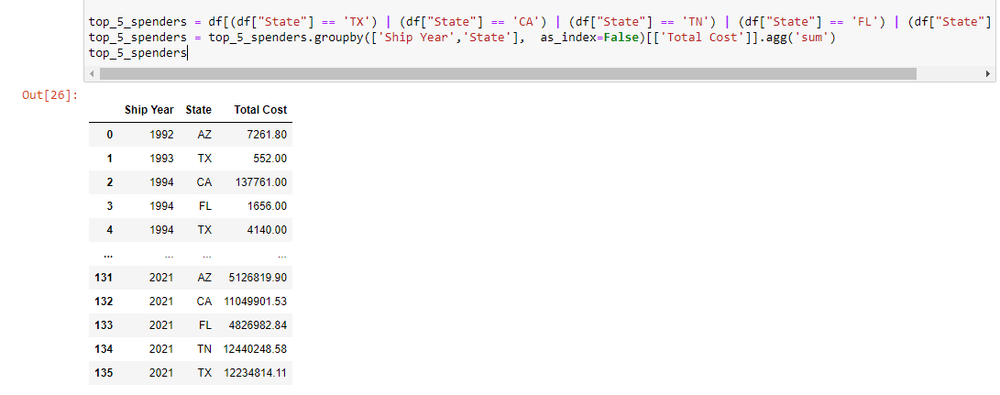 top_5_spenders = df[(df["State"] == 'TX') | (df["State"] == 'CA') | (df["State"] == 'TN') | (df["State"] == 'FL') | (df["State"]
top_5_spenders = top_5_spenders.groupby(['Ship Year','State'],  as_index=False)[['Total Cost']].agg('sum')
top_5_spenders
Out[26]:
Ship Year State Total Cost
0 1992 AZ 7261.80
1 1993 TX 552.00
2 1994 CA 137761.00
3 1994 FL 1656.00
4 1994 TX 4140.00
... ... ... ...
131 2021 AZ 5126819.90
132 2021 CA 11049901.53
133 2021 FL 4826982.84
134 2021 TN 12440248.58
135 2021 TX 12234814.11